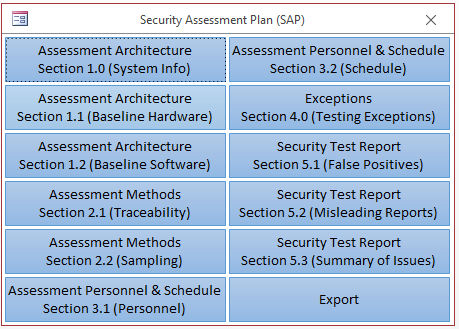 Security Assessment Plan (SAP)
Assessment Architecture
Section 1.0 (System Info)
Assessment Architecture
Section 1.1 (Baseline Hardware)
Assessment Architecture
Section 1.2 (Baseline Software)
Assessment Methods
Section 2.1 (Traceability)
Assessment Methods
Section 2.2 (Sampling)
Assessment Personnel & Schedule
Section 3.1 (Personnel)
Assessment Personnel & Schedule
Section 3.2 (Schedule)
Exceptions
Section 4.0 (Testing Exceptions)
Security Test Report
Section 5.1 (False Positives)
Security Test Report
Section 5.2 (Misleading Reports)
Security Test Report
Section 5.3 (Summary of Issues)
Export